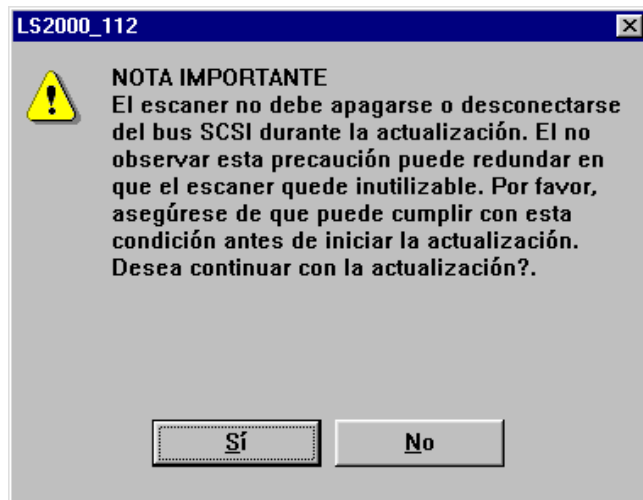 LS2000_112
NOTA IMPORTANTE
El escaner no debe apagarse o desconectarse
del bus SCSI durante la actualización. El no
observar esta precaución puede redundar en
que el escaner quede inutilizable. Por favor,
asegúrese de que puede cumplir con esta
condición antes de iniciar la actualización.
Desea continuar con la actualización?.
Sí
No